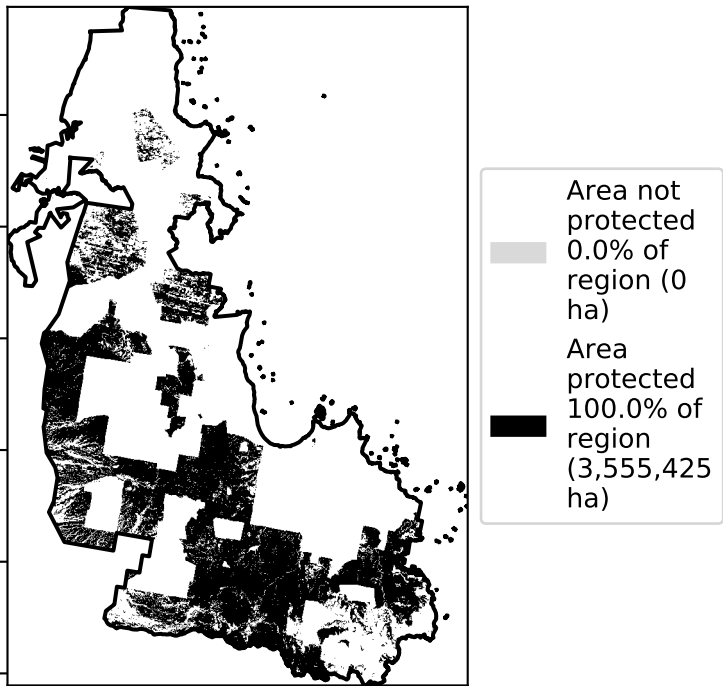 Area not
protected
0.0% of
region (0
ha)
Area
protected
100.0% of
region
(3,555,425
ha)